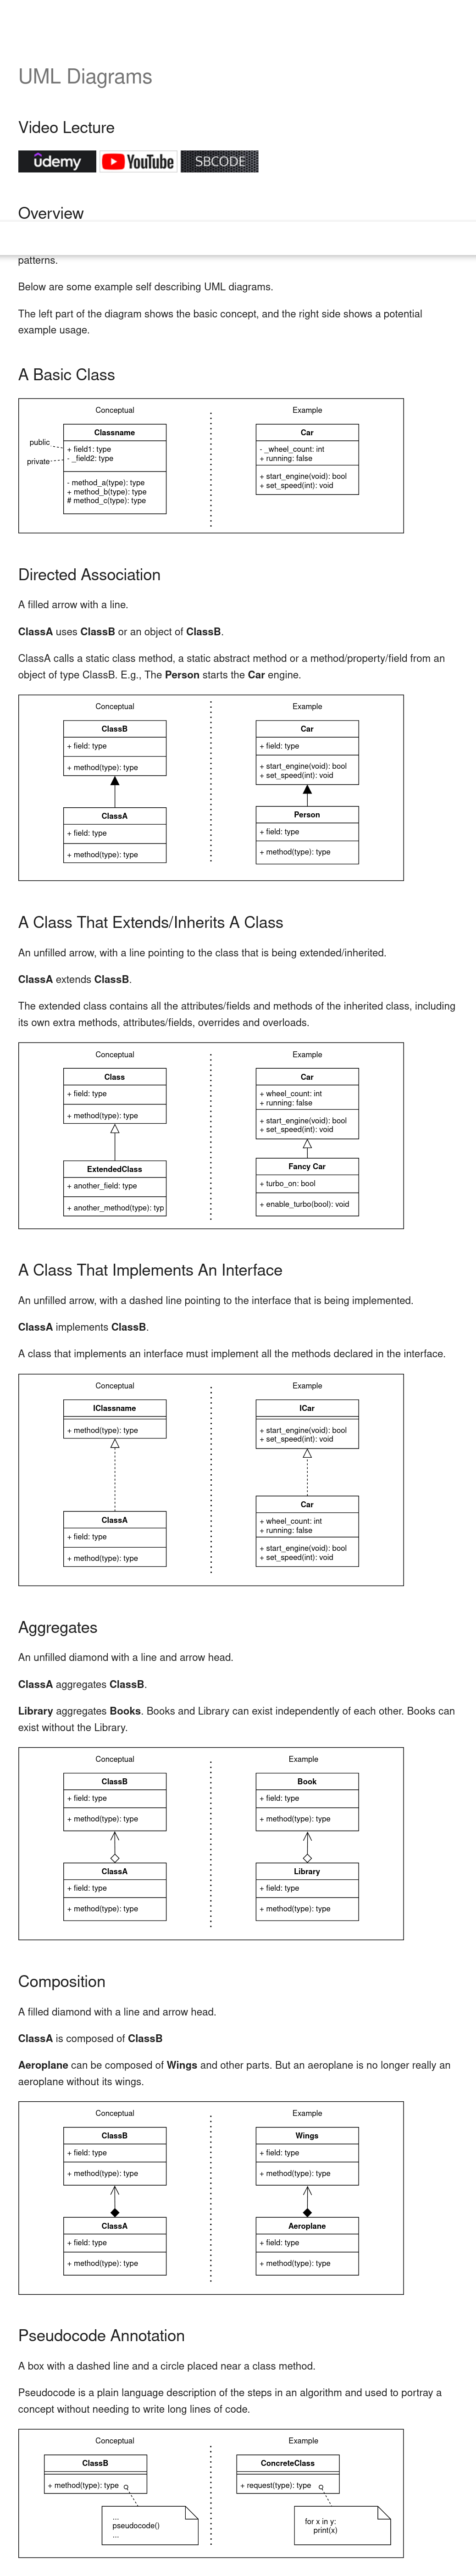 UML Diagrams
Video Lecture
ûdemy YouTube SBCODE
Overview
patterns.
Below are some example self describing UML diagrams.
The left part of the diagram shows the basic concept, and the right side shows a potential
example usage.
A Basic Class
Conceptual
Classname
public
private
+ field1: type
- _field2: type
- method_a(type): type
+ method_b(type): type
# method_c(type): type
Example
Car
- _wheel_count: int
+ running: false
+ start_engine(void): bool
+ set_speed(int): void
Directed Association
A filled arrow with a line.
ClassA uses ClassB or an object of ClassB.
ClassA calls a static class method, a static abstract method or a method/property/field from an
object of type ClassB. E.g., The Person starts the Car engine.
Conceptual
ClassB
+ field: type
+ method(type): type
ClassA
+ field: type
+ method(type): type
Example
Car
+ field: type
+ start_engine(void): bool
+ set_speed(int): void
Person
+ field: type
+ method(type): type
A Class That Extends/Inherits A Class
An unfilled arrow, with a line pointing to the class that is being extended/inherited.
ClassA extends ClassB.
The extended class contains all the attributes/fields and methods of the inherited class, including
its own extra methods, attributes/fields, overrides and overloads.
Conceptual
Class
+ field: type
+ method(type): type
ExtendedClass
+ another_field: type
+ another_method(type): typ
Example
Car
+ wheel_count: int
+ running: false
+ start_engine(void): bool
+ set_speed(int): void
Fancy Car
+ turbo_on: bool
+ enable_turbo(bool): void
A Class That Implements An Interface
An unfilled arrow, with a dashed line pointing to the interface that is being implemented.
ClassA implements ClassB.
A class that implements an interface must implement all the methods declared in the interface.
Conceptual
IClassname
+ method(type): type
ClassA
+ field: type
+ method(type): type
Example
ICar
+ start_engine(void): bool
+ set_speed(int): void
Car
+ wheel_count: int
+ running: false
+ start_engine(void): bool
+ set_speed(int): void
Aggregates
An unfilled diamond with a line and arrow head.
ClassA aggregates ClassB.
Library aggregates Books. Books and Library can exist independently of each other. Books can
exist without the Library.
Conceptual
ClassB
+ field: type
+ method(type): type
ClassA
+ field: type
+ method(type): type
Example
Book
+ field: type
+ method(type): type
Library
+ field: type
+ method(type): type
Composition
A filled diamond with a line and arrow head.
ClassA is composed of ClassB
Aeroplane can be composed of Wings and other parts. But an aeroplane is no longer really an
aeroplane without its wings.
Conceptual
ClassB
+ field: type
+ method(type): type
ClassA
+ field: type
+ method(type): type
Example
Wings
+ field: type
+ method(type): type
Aeroplane
+ field: type
+ method(type): type
Pseudocode Annotation
A box with a dashed line and a circle placed near a class method.
Pseudocode is a plain language description of the steps in an algorithm and used to portray a
concept without needing to write long lines of code.
Conceptual
ClassB
+ method(type): type
...
pseudocode()
...
Example
ConcreteClass
+ request(type): type
for x in y:
print(x)